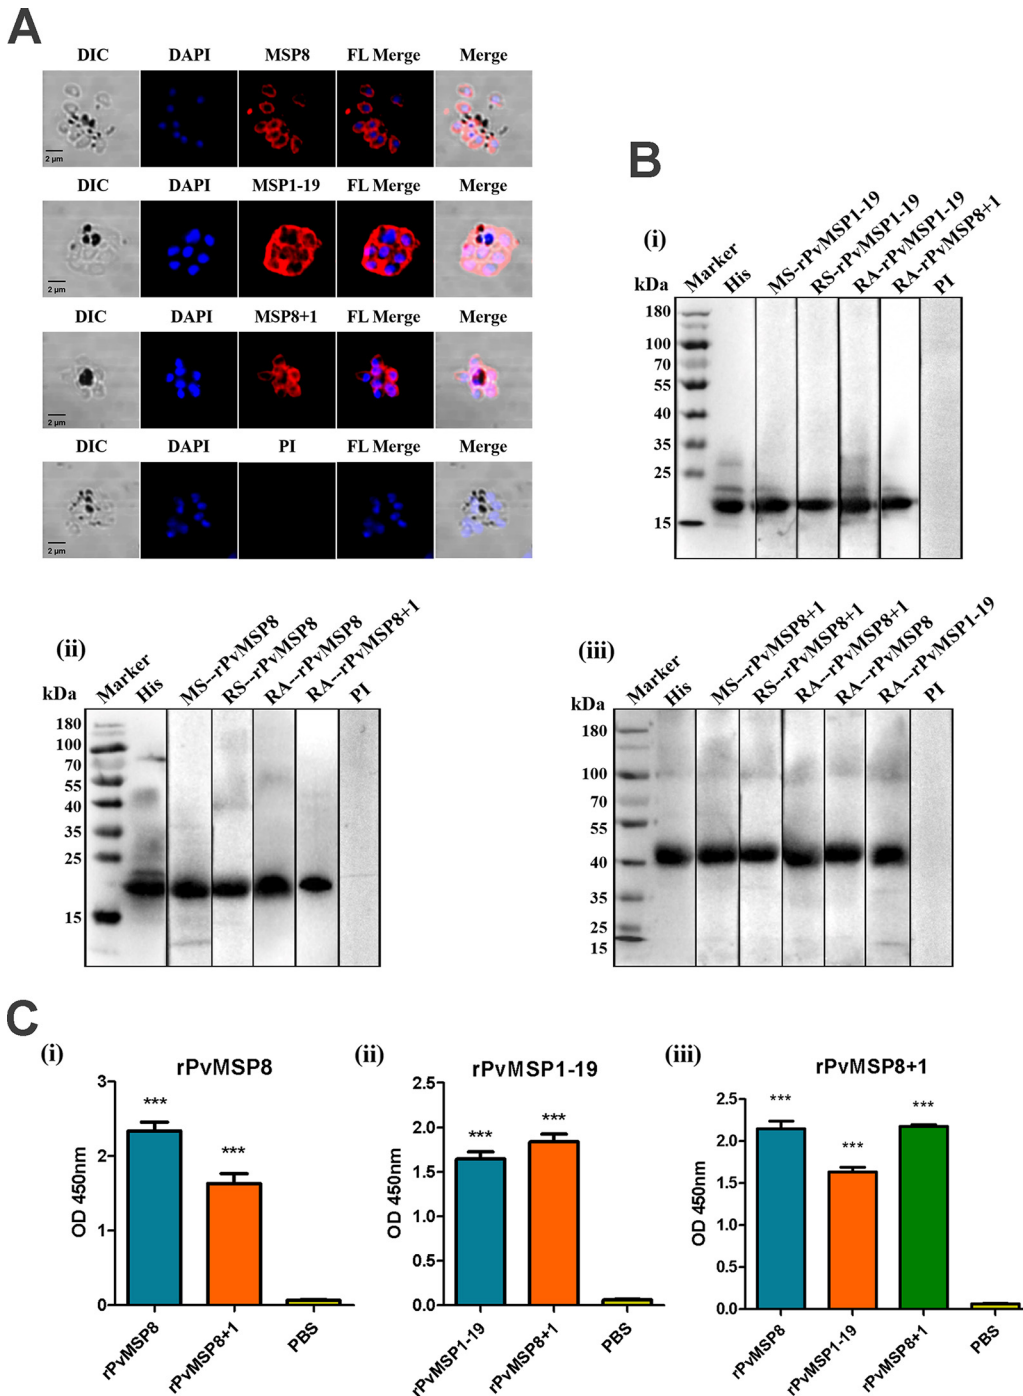 A
DIC DAPI MSP8 FL Merge Merge
2 μm
DIC DAPI MSP1-19 FL Merge Merge
2 μm
DIC DAPI MSP8+1 FL Merge Merge
2 μm
DIC DAPI PI FL Merge Merge
2 μm
B
(i)
kDa
Marker
His
MS-rPvMSP1-19
RS-rPvMSP1-19
RA-rPvMSP1-19
RA-rPvMSP8+1
PI
180
100
70
55
40
35
25
15
(ii)
kDa
Marker
His
MS--rPvMSP8
RS--rPvMSP8
RA--rPvMSP8
RA--rPvMSP8+1
PI
180
100
70
55
40
35
25
15
(iii)
kDa
Marker
His
MS--rPvMSP8+1
RS--rPvMSP8+1
RA--rPvMSP8+1
RA--rPvMSP8
RA--rPvMSP1-19
PI
180
100
70
55
40
35
25
15
C
(i)
rPvMSP8
OD 450nm
3
2
1
0
***
***
rPvMSP8
rPvMSP8+1
PBS
(ii)
rPvMSP1-19
OD 450nm
2.5
2.0
1.5
1.0
0.5
0.0
***
***
rPvMSP1-19
rPvMSP8+1
PBS
(iii)
rPvMSP8+1
OD 450nm
2.5
2.0
1.5
1.0
0.5
0.0
***
***
***
rPvMSP8
rPvMSP1-19
rPvMSP8+1
PBS